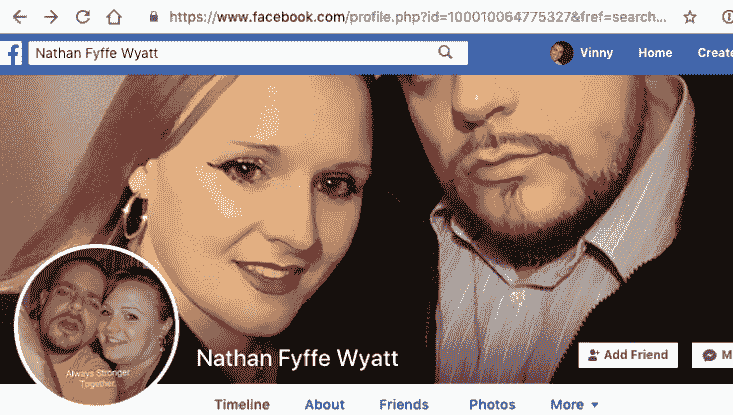 https://www.facebook.com/profile.php?id=100010064775327&fref=search...
f Nathan Fyffe Wyatt
Vinny Home Create
Always Stronger
Together.
Nathan Fyffe Wyatt
Add Friend M
Timeline About Friends Photos More